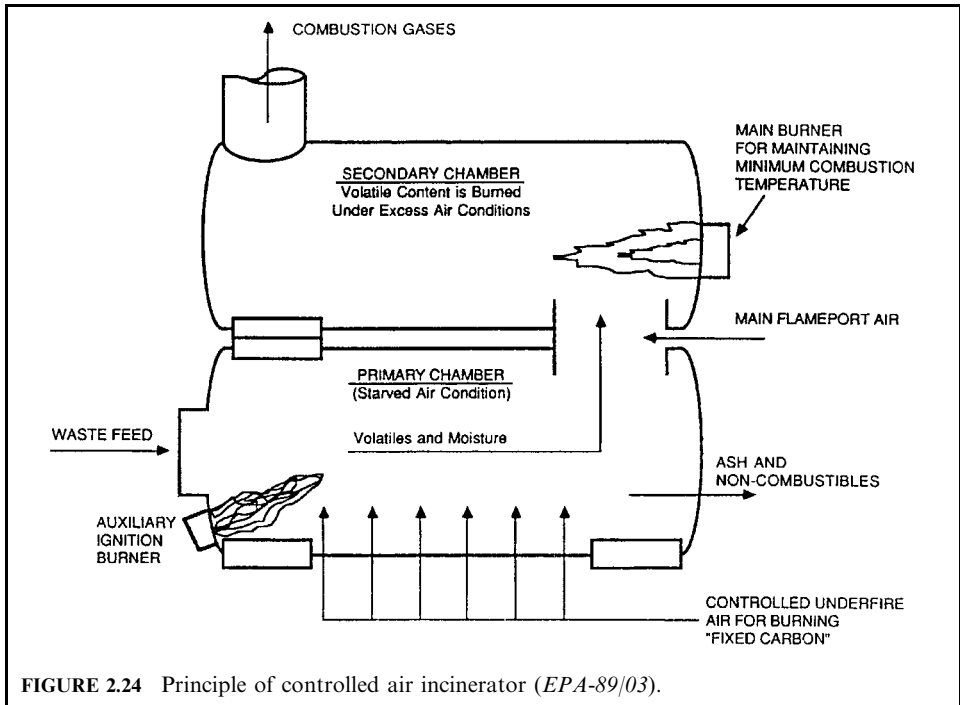 COMBUSTION GASES
MAIN BURNER
FOR MAINTAINING
MINIMUM COMBUSTION
TEMPERATURE
SECONDARY CHAMBER
Volatile Content is Burned
Under Excess Air Conditions
MAIN FLAMEPORT AIR
PRIMARY CHAMBER
(Starved Air Condition)
WASTE FEED
Volatiles and Moisture
ASH AND
NON-COMBUSTIBLES
AUXILIARY
IGNITION
BURNER
CONTROLLED UNDERFIRE
AIR FOR BURNING
"FIXED CARBON"
FIGURE 2.24 Principle of controlled air incinerator (EPA-89/03).